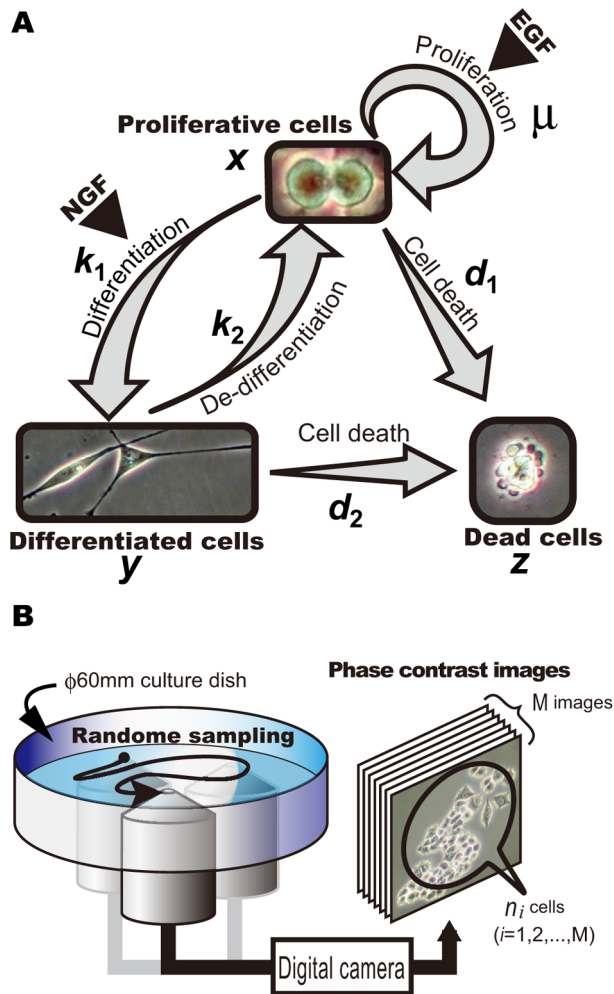 A
EGF
Proliferation
μ
Proliferative cells
x
NGF
k1
Differentiation
k2
De-differentiation
Cell death
d1
Cell death
d2
Differentiated cells
y
Dead cells
z
B
ϕ60mm culture dish
Randome sampling
Phase contrast images
M images
ni cells
(i=1,2,...,M)
Digital camera